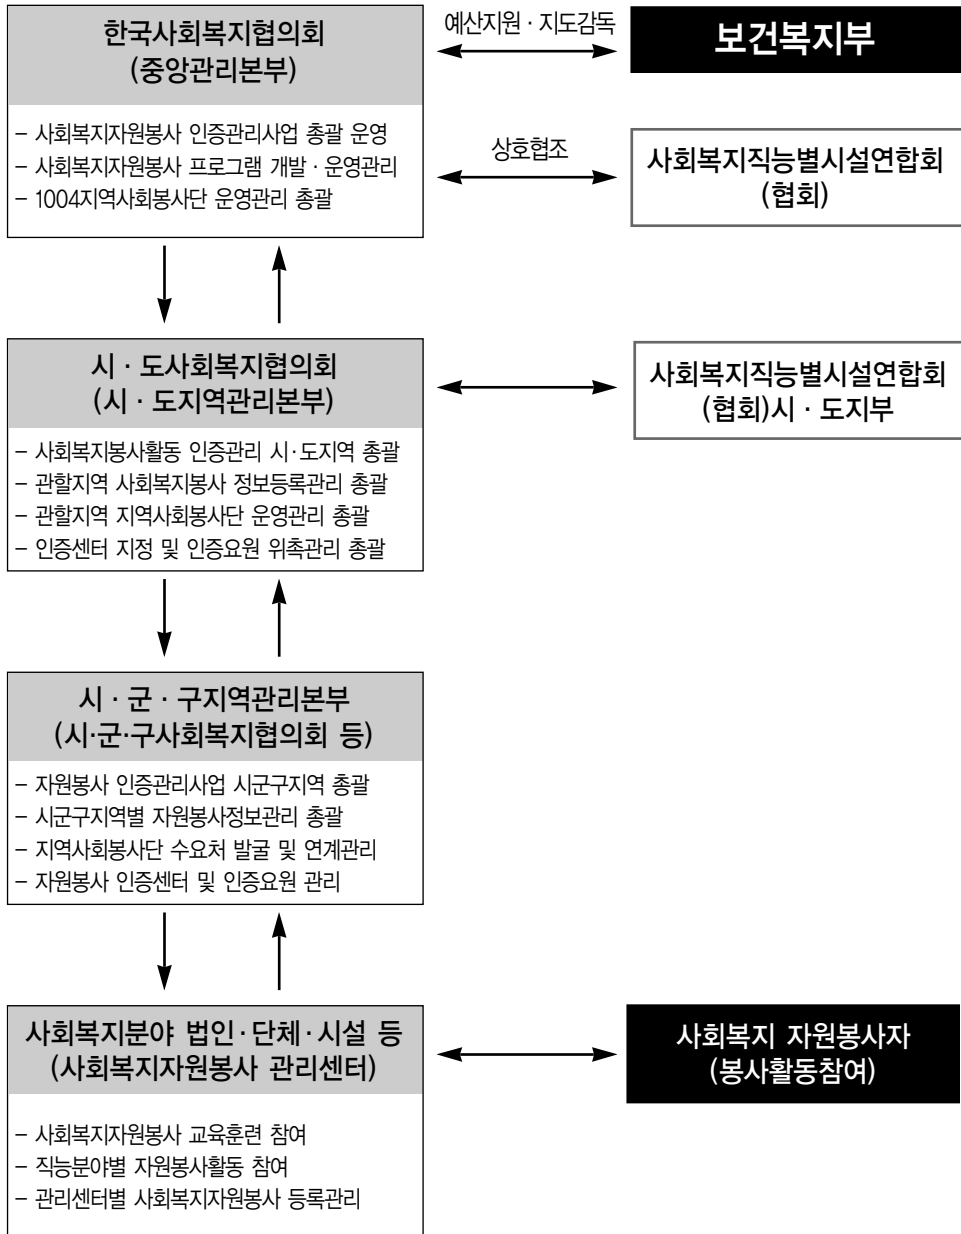 한국사회복지협의회
(중앙관리본부)
예산지원 · 지도감독
보건복지부
– 사회복지자원봉사 인증관리사업 총괄 운영
– 사회복지자원봉사 프로그램 개발 · 운영관리
– 1004지역사회봉사단 운영관리 총괄
상호협조
사회복지직능별시설연합회
(협회)
시 · 도사회복지협의회
(시 · 도지역관리본부)
사회복지직능별시설연합회
(협회)시 · 도지부
– 사회복지봉사활동 인증관리 시·도지역 총괄
– 관할지역 사회복지봉사 정보등록관리 총괄
– 관할지역 지역사회봉사단 운영관리 총괄
– 인증센터 지정 및 인증요원 위촉관리 총괄
시 · 군 · 구지역관리본부
(시·군·구사회복지협의회 등)
– 자원봉사 인증관리사업 시군구지역 총괄
– 시군구지역별 자원봉사정보관리 총괄
– 지역사회봉사단 수요처 발굴 및 연계관리
– 자원봉사 인증센터 및 인증요원 관리
사회복지분야 법인·단체·시설 등
(사회복지자원봉사 관리센터)
사회복지 자원봉사자
(봉사활동참여)
– 사회복지자원봉사 교육훈련 참여
– 직능분야별 자원봉사활동 참여
– 관리센터별 사회복지자원봉사 등록관리